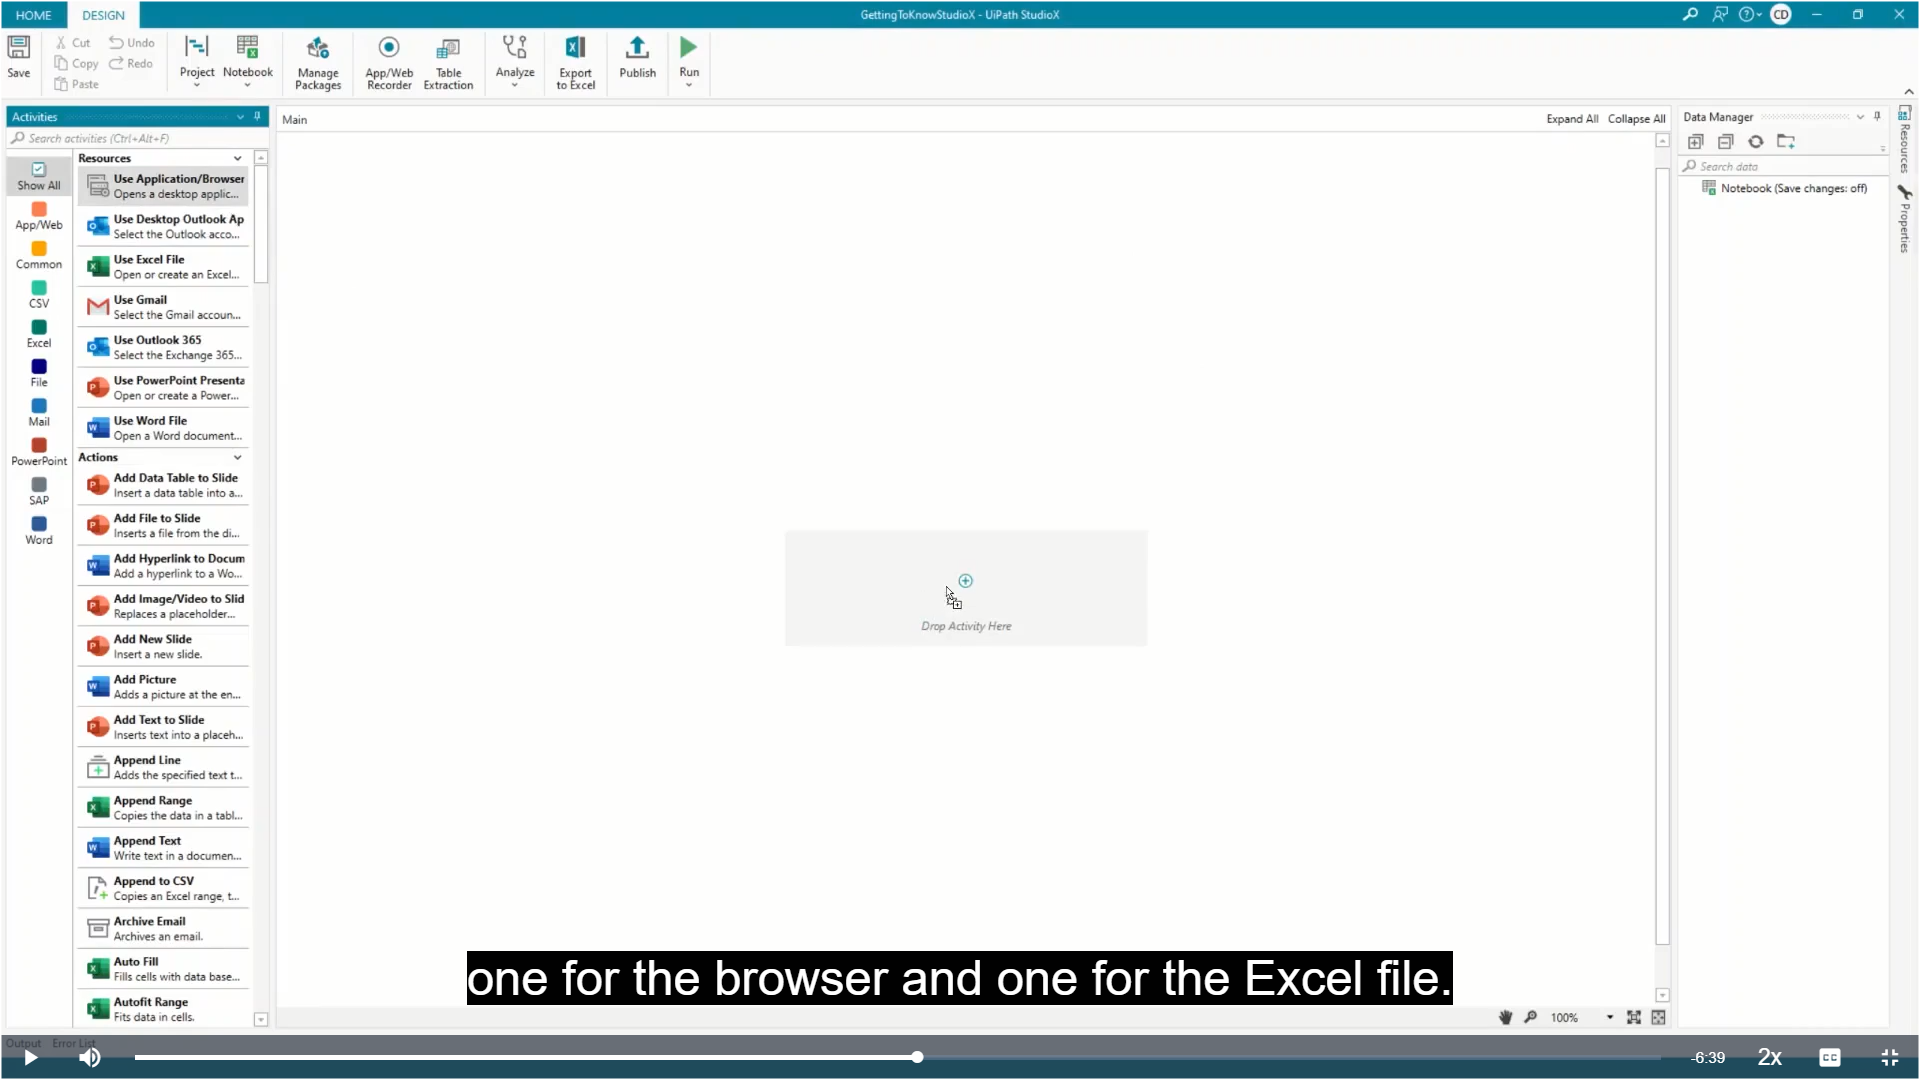 HOME
DESIGN
GettingToKnowStudioX - UiPath StudioX
CD
Save
Cut
Copy
Paste
Undo
Redo
Project
Notebook
Manage
Packages
App/Web
Recorder
Table
Extraction
Analyze
Export
to Excel
Publish
Run
Activities
Search activities (Ctrl+Alt+F)
Show All
App/Web
Common
CSV
Excel
File
Mail
PowerPoint
SAP
Word
Resources
Use Application/Browser
Opens a desktop applic...
Use Desktop Outlook Ap
Select the Outlook acco...
Use Excel File
Open or create an Excel...
Use Gmail
Select the Gmail accoun...
Use Outlook 365
Select the Exchange 365...
Use PowerPoint Presenta
Open or create a Power...
Use Word File
Open a Word document...
Actions
Add Data Table to Slide
Insert a data table into a...
Add File to Slide
Inserts a file from the di...
Add Hyperlink to Docum
Add a hyperlink to a Wo...
Add Image/Video to Slid
Replaces a placeholder...
Add New Slide
Insert a new slide.
Add Picture
Adds a picture at the en...
Add Text to Slide
Inserts text into a placeh...
Append Line
Adds the specified text t...
Append Range
Copies the data in a tabl...
Append Text
Write text in a documen...
Append to CSV
Copies an Excel range, t...
Archive Email
Archives an email.
Auto Fill
Fills cells with data base...
Autofit Range
Fits data in cells.
Main
Expand All Collapse All
Drop Activity Here
one for the browser and one for the Excel file.
100%
Data Manager
Search data
Notebook (Save changes: off)
Resources
Properties
Output Error List
-6:39
2x
CC